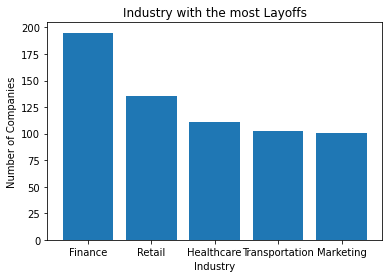 Industry with the most Layoffs
Number of Companies
200
175
150
125
100
75
50
25
0
Finance Retail Healthcare Transportation Marketing
Industry